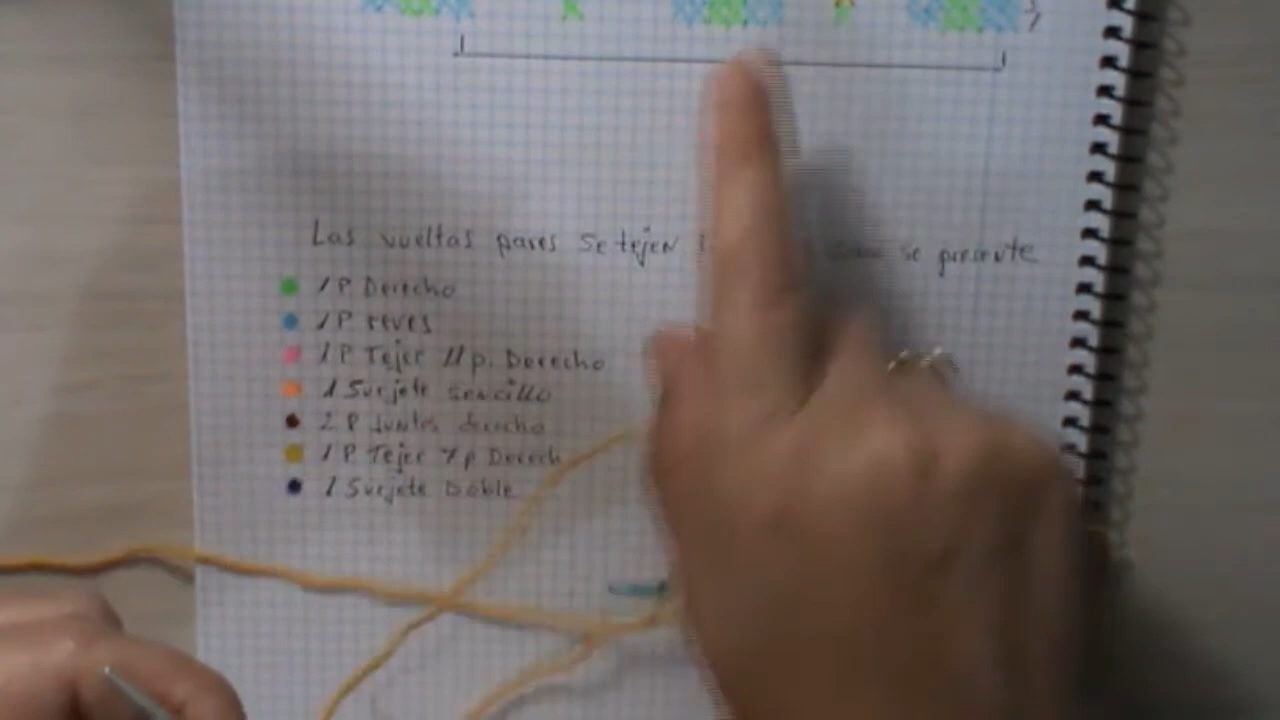 Las vueltas pares se tejen se presente
1 P Derecho
1 P reves
1 P Tejer 11 p. Derecho
1 Surjete sencillo
2 P Juntos derecho
1 P Tejer 7 p Derech
1 Surjete Doble